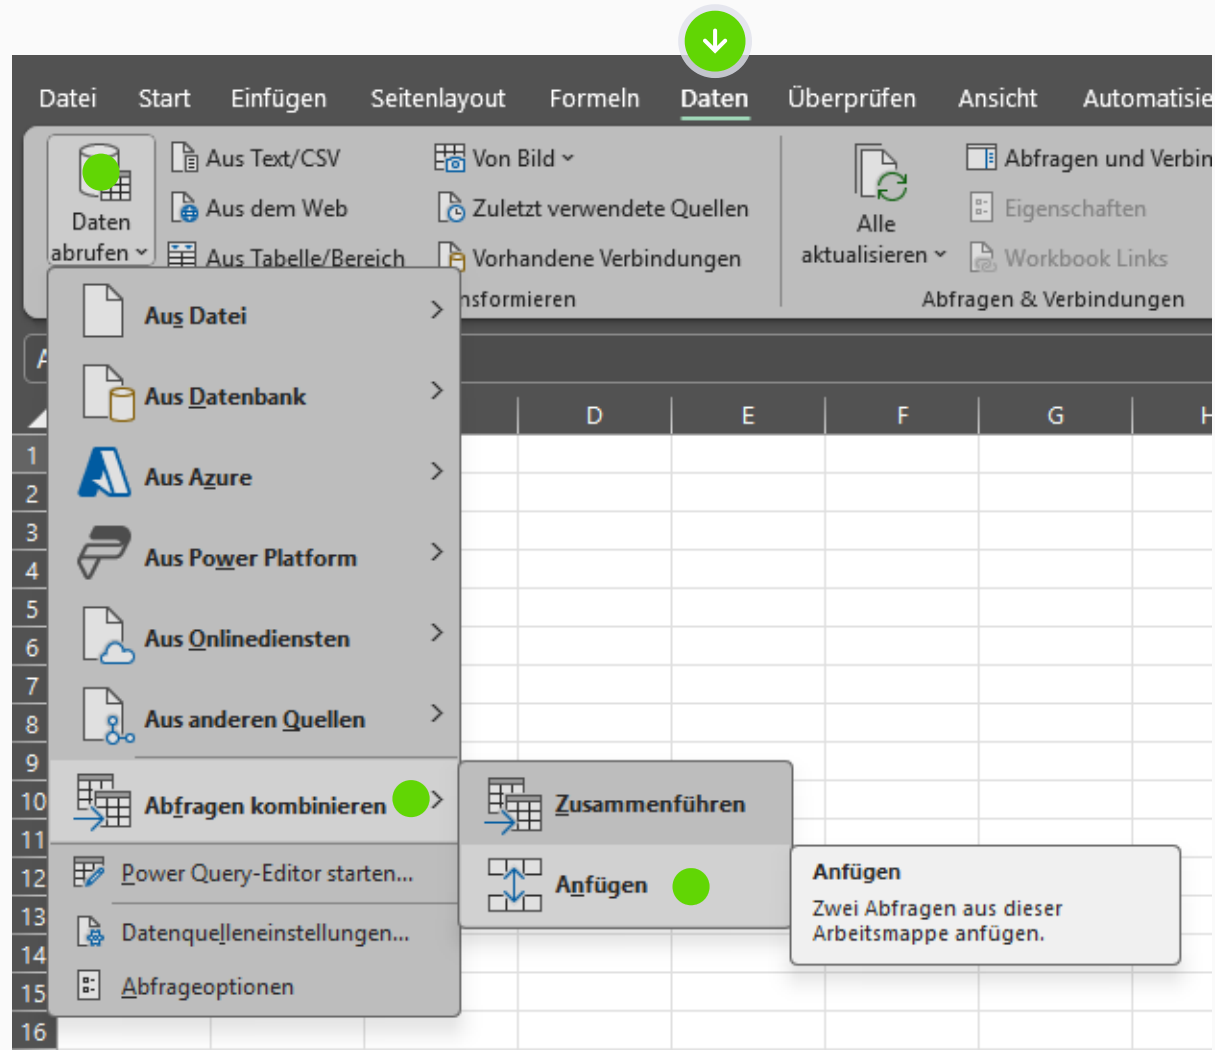 Datei Start Einfügen Seitenlayout Formeln Daten Überprüfen Ansicht Automatisie
Daten
abrufen
Aus Text/CSV
Aus dem Web
Aus Tabelle/Bereich
Von Bild
Zuletzt verwendete Quellen
Vorhandene Verbindungen
nsformieren
Alle
aktualisieren
Abfragen und Verbin
Eigenschaften
Workbook Links
Abfragen & Verbindungen
A
D E F G H
1
2
3
4
5
6
7
8
9
10
11
12
13
14
15
16
Aus Datei
Aus Datenbank
Aus Azure
Aus Power Platform
Aus Onlinediensten
Aus anderen Quellen
Abfragen kombinieren
Power Query-Editor starten...
Datenquelleneinstellungen...
Abfrageoptionen
Zusammenführen
Anfügen
Anfügen
Zwei Abfragen aus dieser
Arbeitsmappe anfügen.